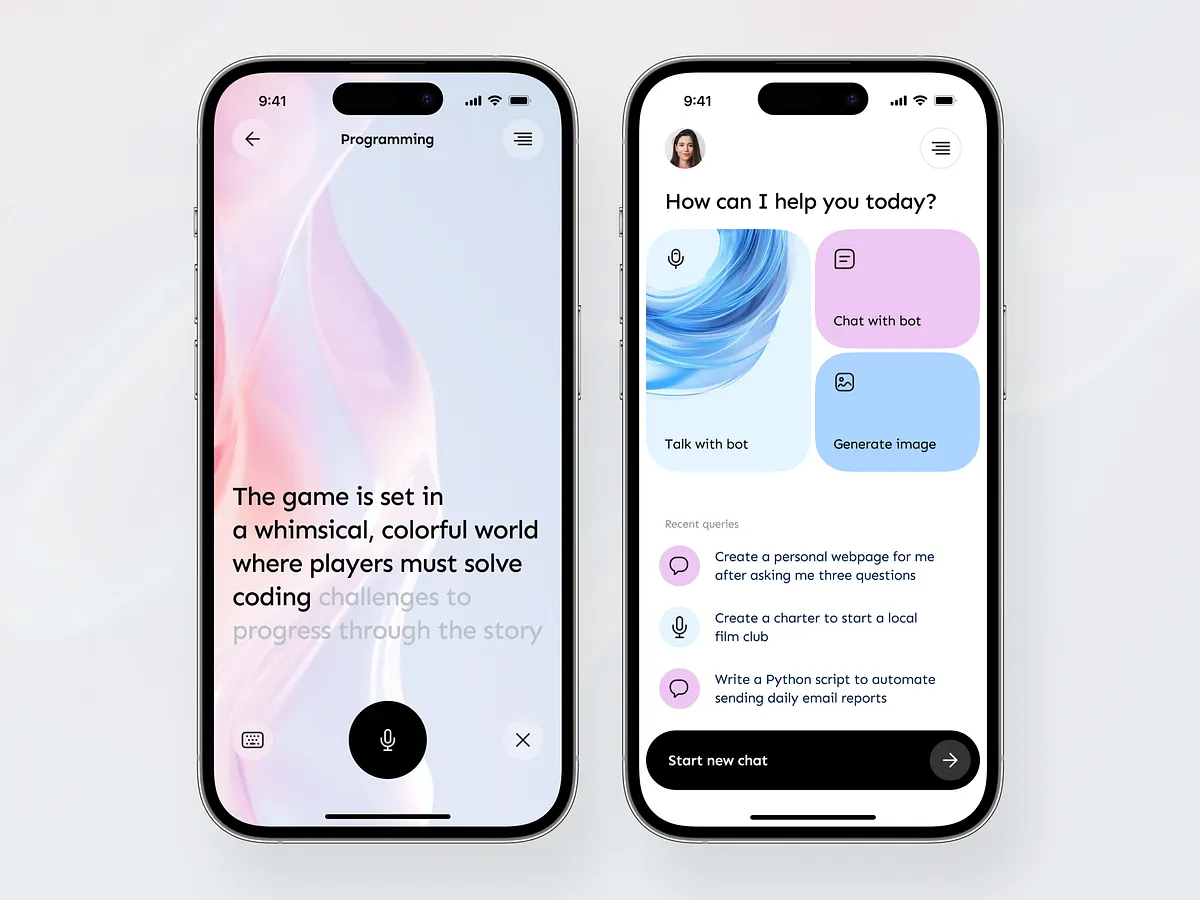 9:41
Programming
The game is set in
a whimsical, colorful world
where players must solve
coding challenges to
progress through the story
9:41
How can I help you today?
Talk with bot
Chat with bot
Generate image
Recent queries
Create a personal webpage for me
after asking me three questions
Create a charter to start a local
film club
Write a Python script to automate
sending daily email reports
Start new chat